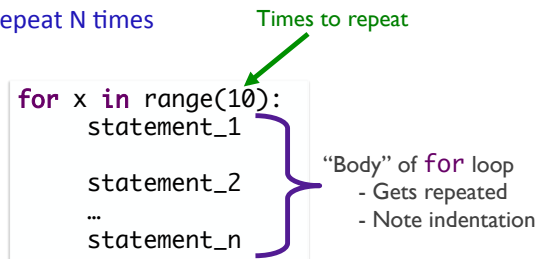 epeat N times
Times to repeat
for x in range(10):
statement_1
statement_2
…
statement_n
“Body” of for loop
- Gets repeated
- Note indentation